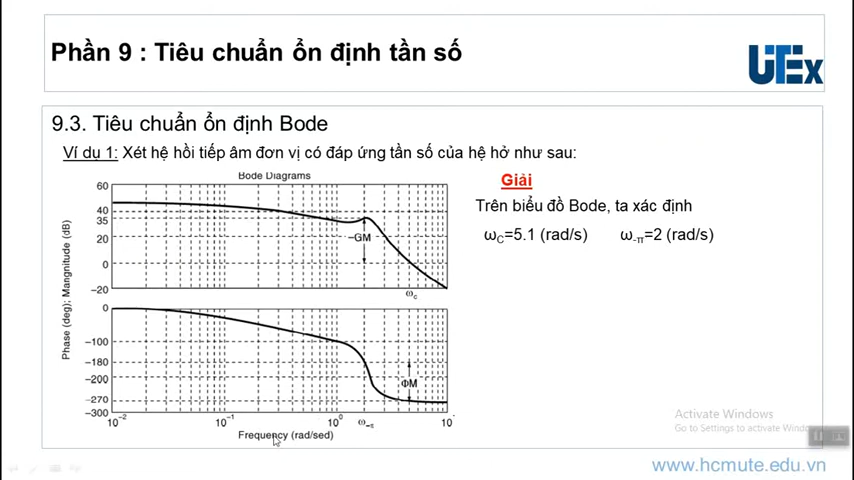 Phần 9 : Tiêu chuẩn ổn định tần số
UTEx
9.3. Tiêu chuẩn ổn định Bode
Ví dụ 1: Xét hệ hồi tiếp âm đơn vị có đáp ứng tần số của hệ hở như sau:
Bode Diagrams
Giải
Trên biểu đồ Bode, ta xác định
ωC=5.1 (rad/s) ω-π=2 (rad/s)
Phase (deg); Mangnitude (dB)
60
40
35
20
0
-20
-GM
ωc
0
-100
-180
-200
-270
-300
ΦM
10⁻² 10⁻¹ 10⁰ ω-π 10
Frequency (rad/sed)
Activate Windows
Go to Settings to activate Windo
www.hcmute.edu.vn